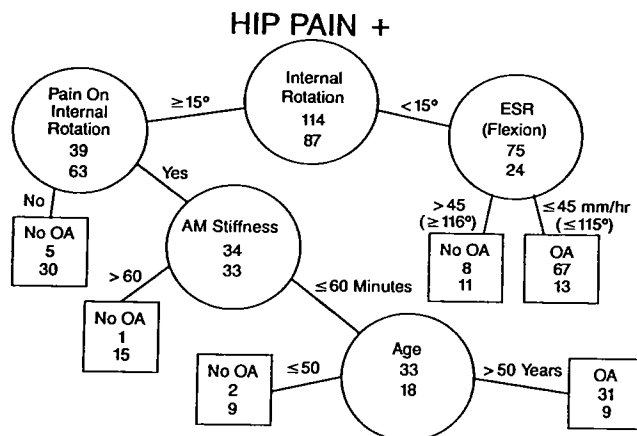 HIP PAIN +
Internal
Rotation
114
87
≥15°
<15°
Pain On
Internal
Rotation
39
63
ESR
(Flexion)
75
24
No
Yes
No OA
5
30
AM Stiffness
34
33
> 45
(≥116°)
≤45 mm/hr
(≤115°)
No OA
8
11
OA
67
13
> 60
≤60 Minutes
No OA
1
15
Age
33
18
≤50
> 50 Years
No OA
2
9
OA
31
9